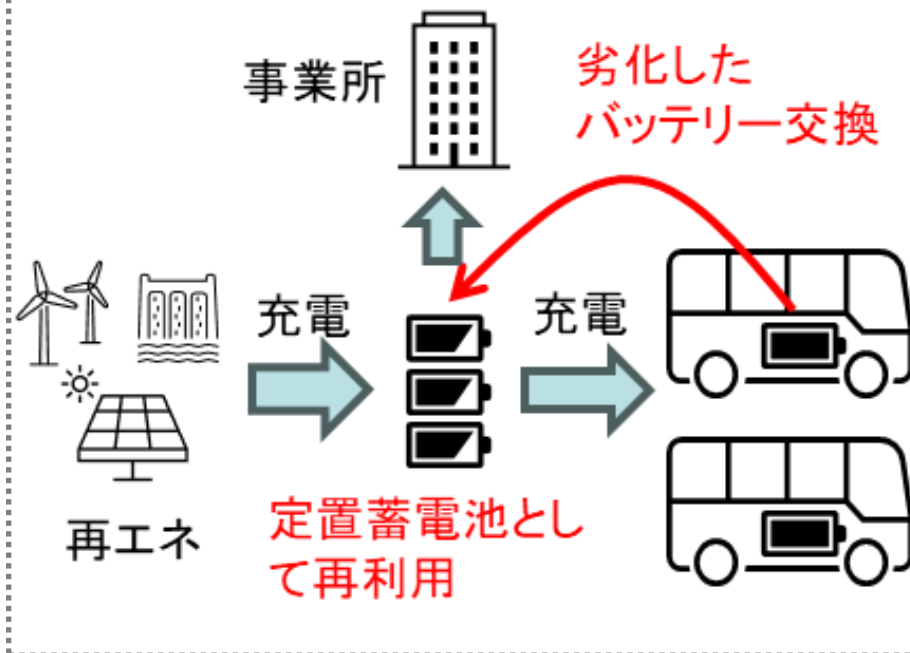 事業所
劣化した
バッテリー交換
充電
充電
再エネ
定置蓄電池とし
て再利用